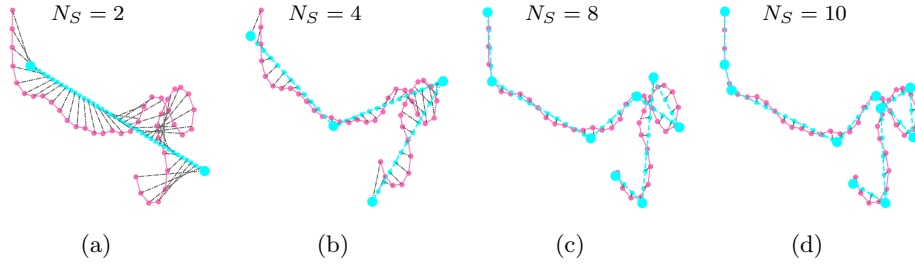 $N_S = 2$ $N_S = 4$ $N_S = 8$ $N_S = 10$
(a) (b) (c) (d)